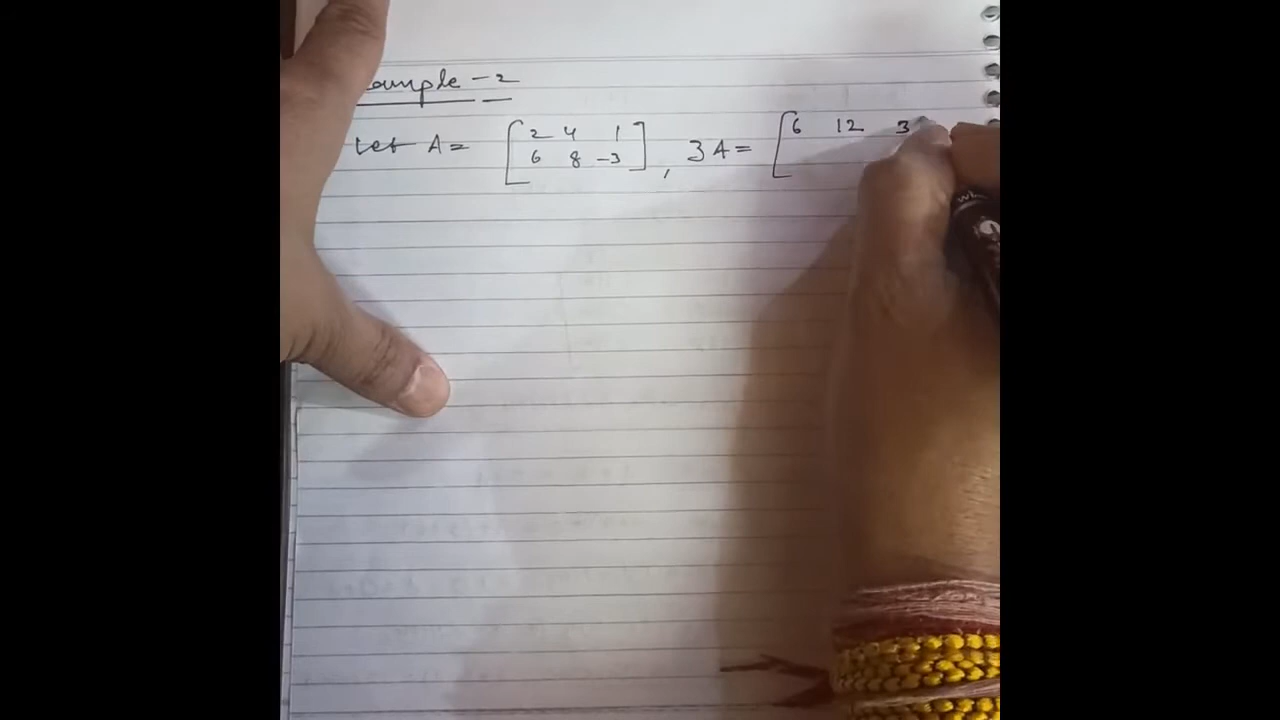 ample - 2
Let A = [ 2 4 1 , 3A = [ 6 12 3
6 8 -3 ]